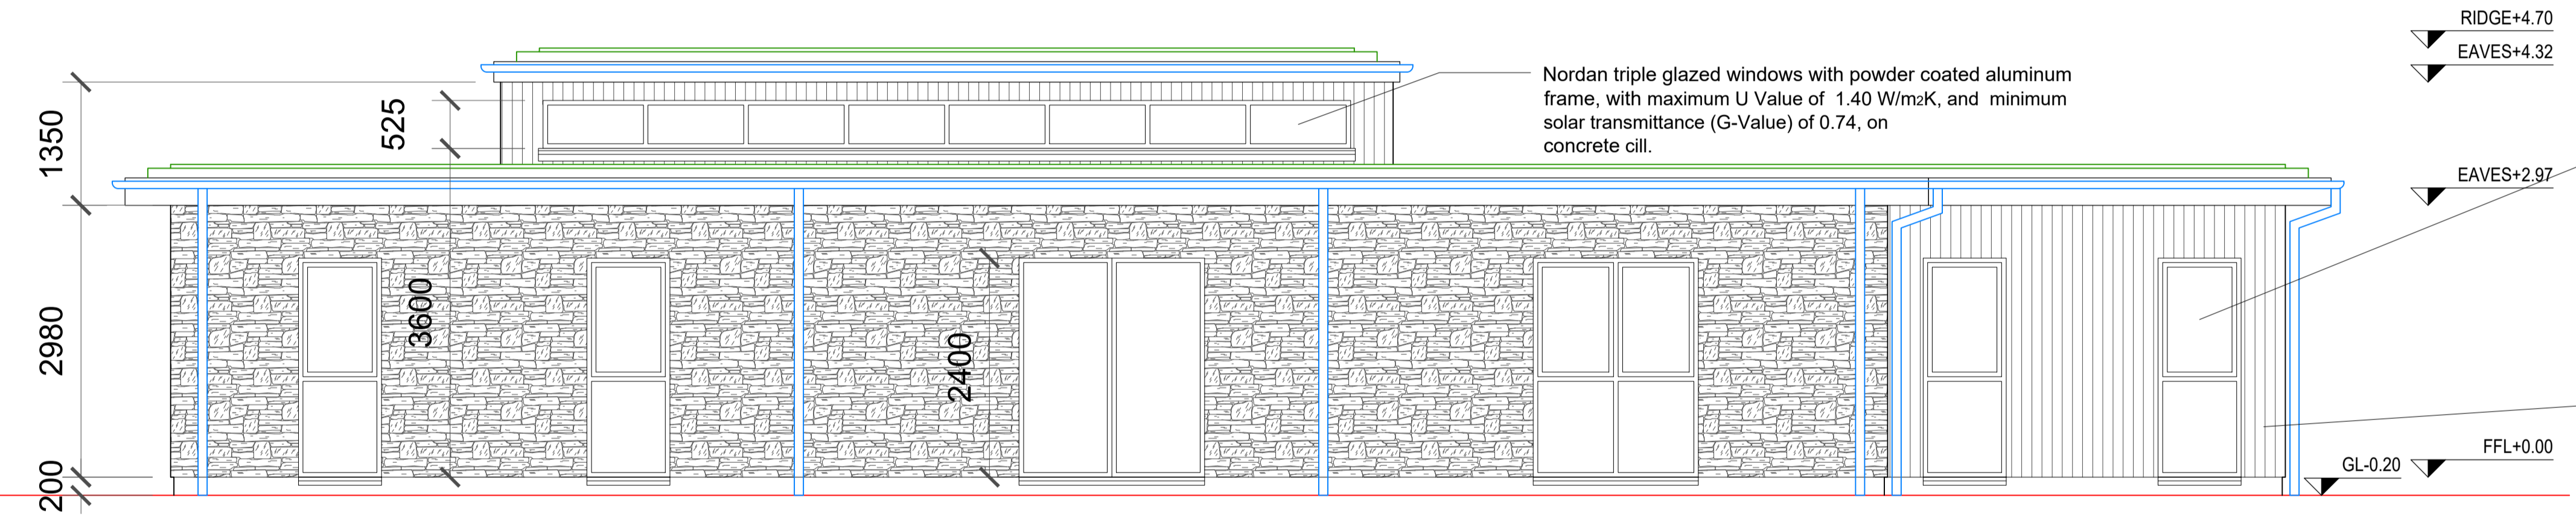 RIDGE+4.70
EAVES+4.32
Nordan triple glazed windows with powder coated aluminum
frame, with maximum U Value of 1.40 W/m2K, and minimum
solar transmittance (G-Value) of 0.74, on
concrete cill.
525
1350
EAVES+2.97
3600
2980
2400
FFL+0.00
GL-0.20
200